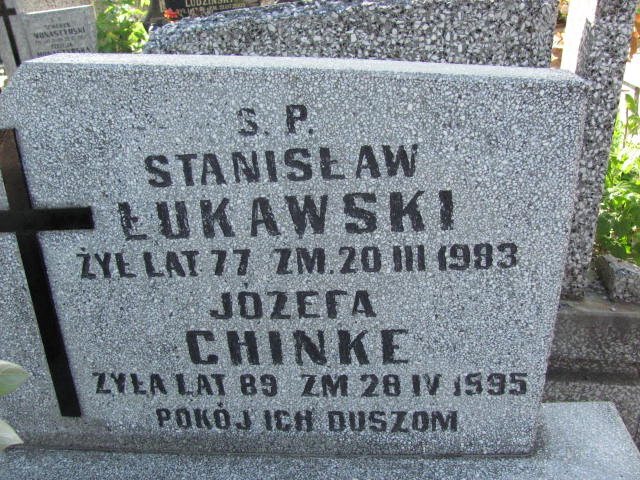 S. P.
STANISŁAW
ŁUKAWSKI
ŻYŁ LAT 77 ZM. 20 III 1993
JÓZEFA
CHINKE
ŻYŁA LAT 89 ZM 28 IV 1995
POKÓJ ICH DUSZOM